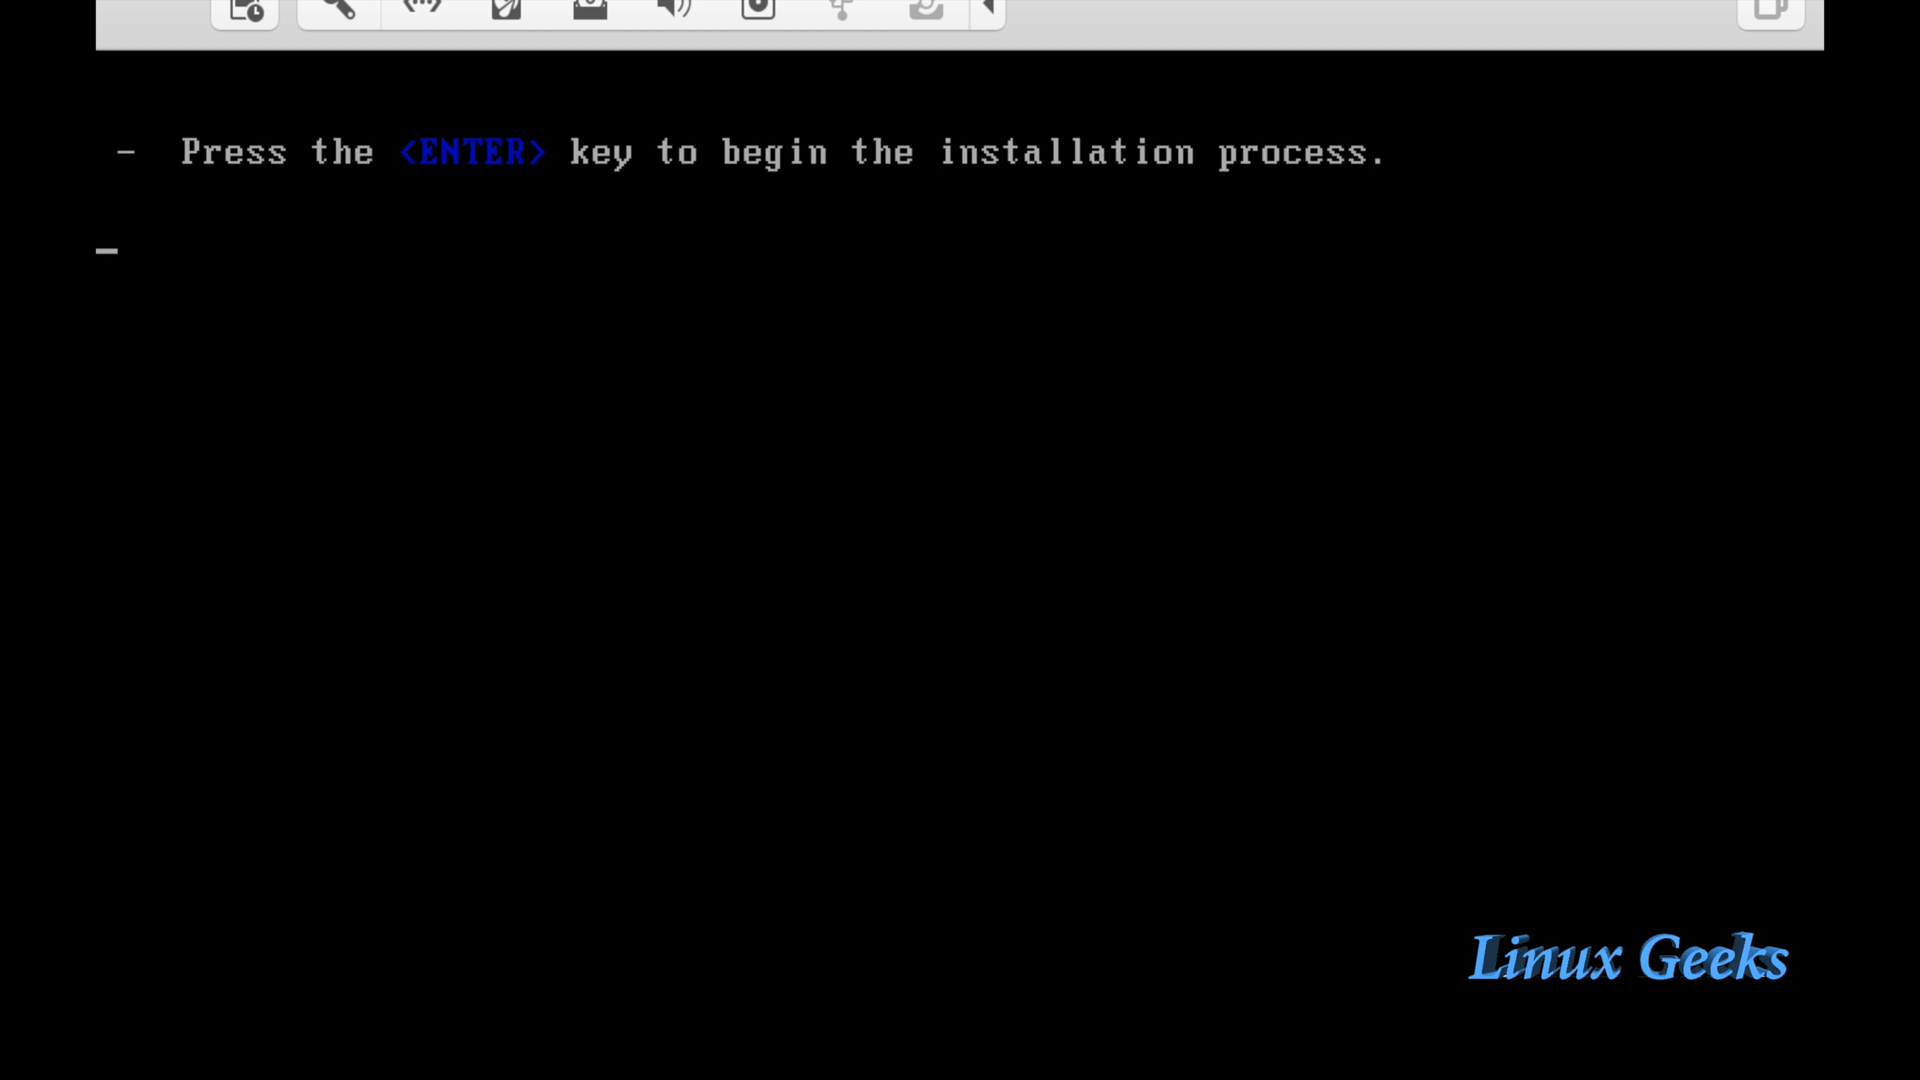 - Press the <ENTER> key to begin the installation process.
Linux Geeks